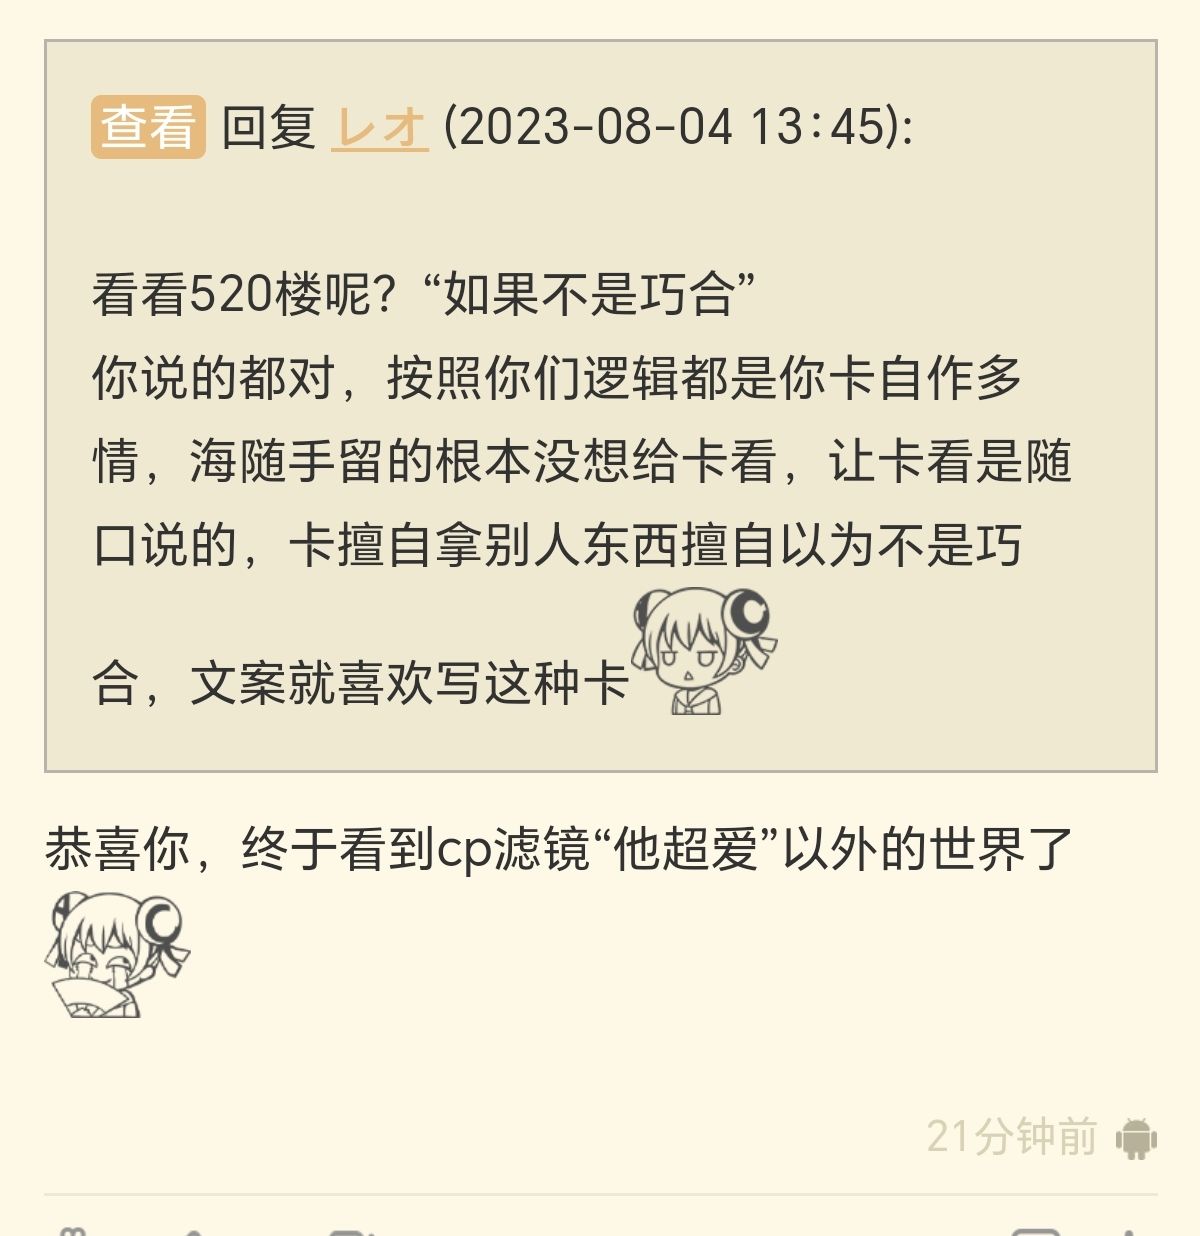 查看 回复 レオ (2023-08-04 13:45):
看看520楼呢？“如果不是巧合”
你说的都对，按照你们逻辑都是你卡自作多
情，海随手留的根本没想给卡看，让卡看是随
口说的，卡擅自拿别人东西擅自以为不是巧
合，文案就喜欢写这种卡
恭喜你，终于看到cp滤镜“他超爱”以外的世界了
21分钟前